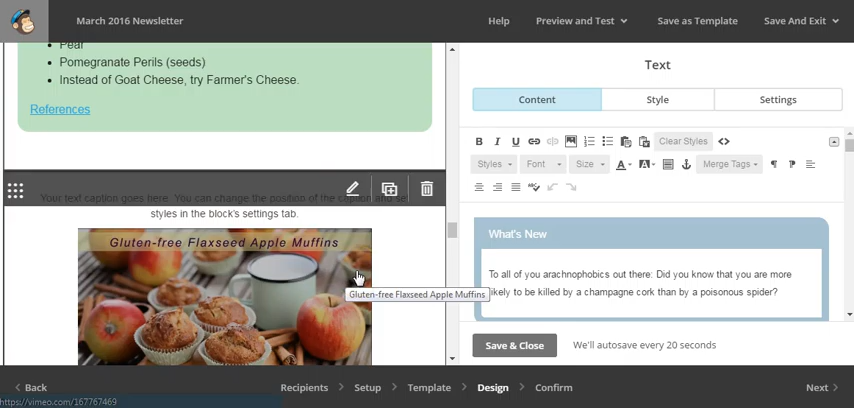 March 2016 Newsletter
Help
Preview and Test
Save as Template
Save And Exit
Pear
Pomegranate Perils (seeds)
Instead of Goat Cheese, try Farmer's Cheese.
References
Your text caption goes here. You can change the position of the caption and set
styles in the block's settings tab.
Gluten-free Flaxseed Apple Muffins
Gluten-free Flaxseed Apple Muffins
Text
Content
Style
Settings
B I U
Clear Styles
Styles
Font
Size
A
A
Merge Tags
What's New
To all of you arachnophobics out there: Did you know that you are more
likely to be killed by a champagne cork than by a poisonous spider?
Save & Close
We'll autosave every 20 seconds
Back
Recipients
Setup
Template
Design
Confirm
Next
https://vimeo.com/167767469